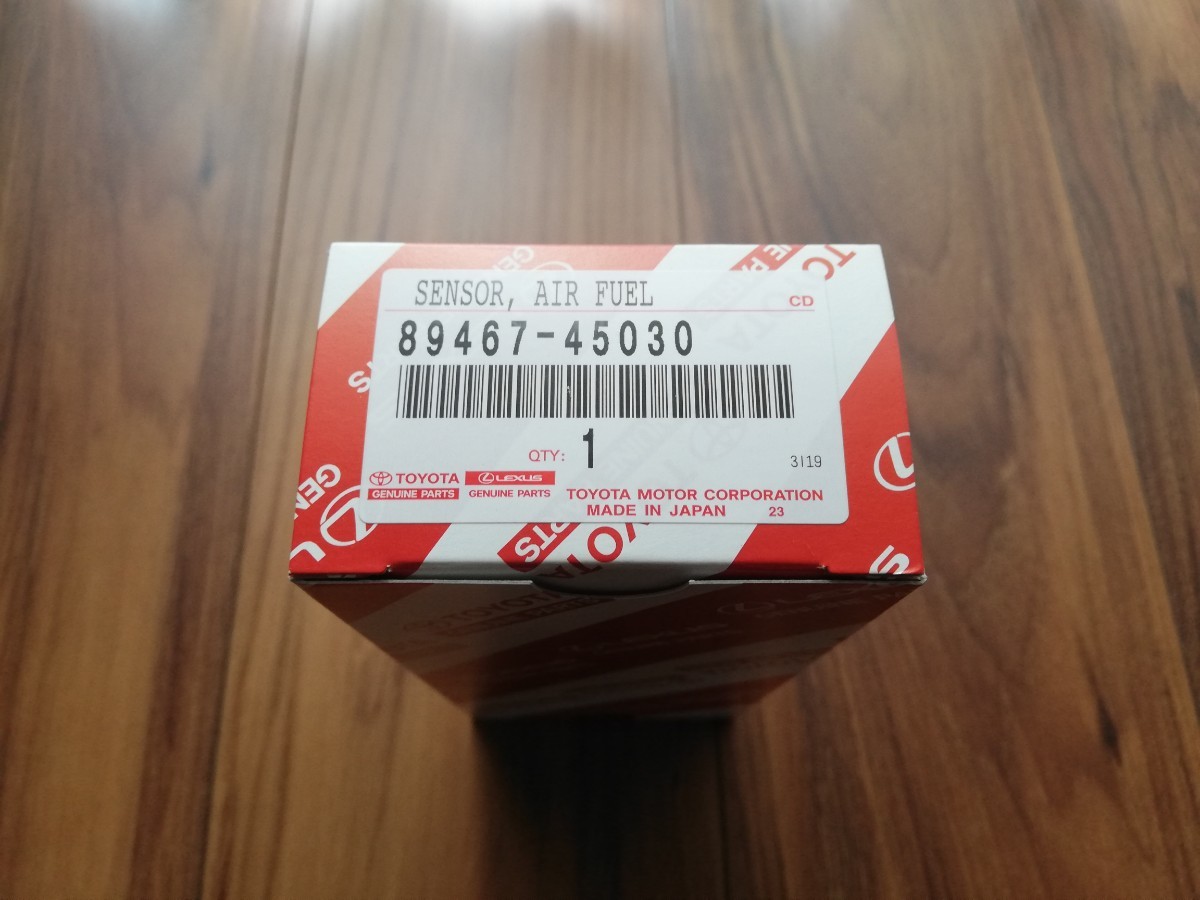 SENSOR, AIR FUEL
CD
89467-45030
QTY: 1
3I19
TOYOTA LEXUS
GENUINE PARTS GENUINE PARTS
TOYOTA MOTOR CORPORATION
MADE IN JAPAN 23